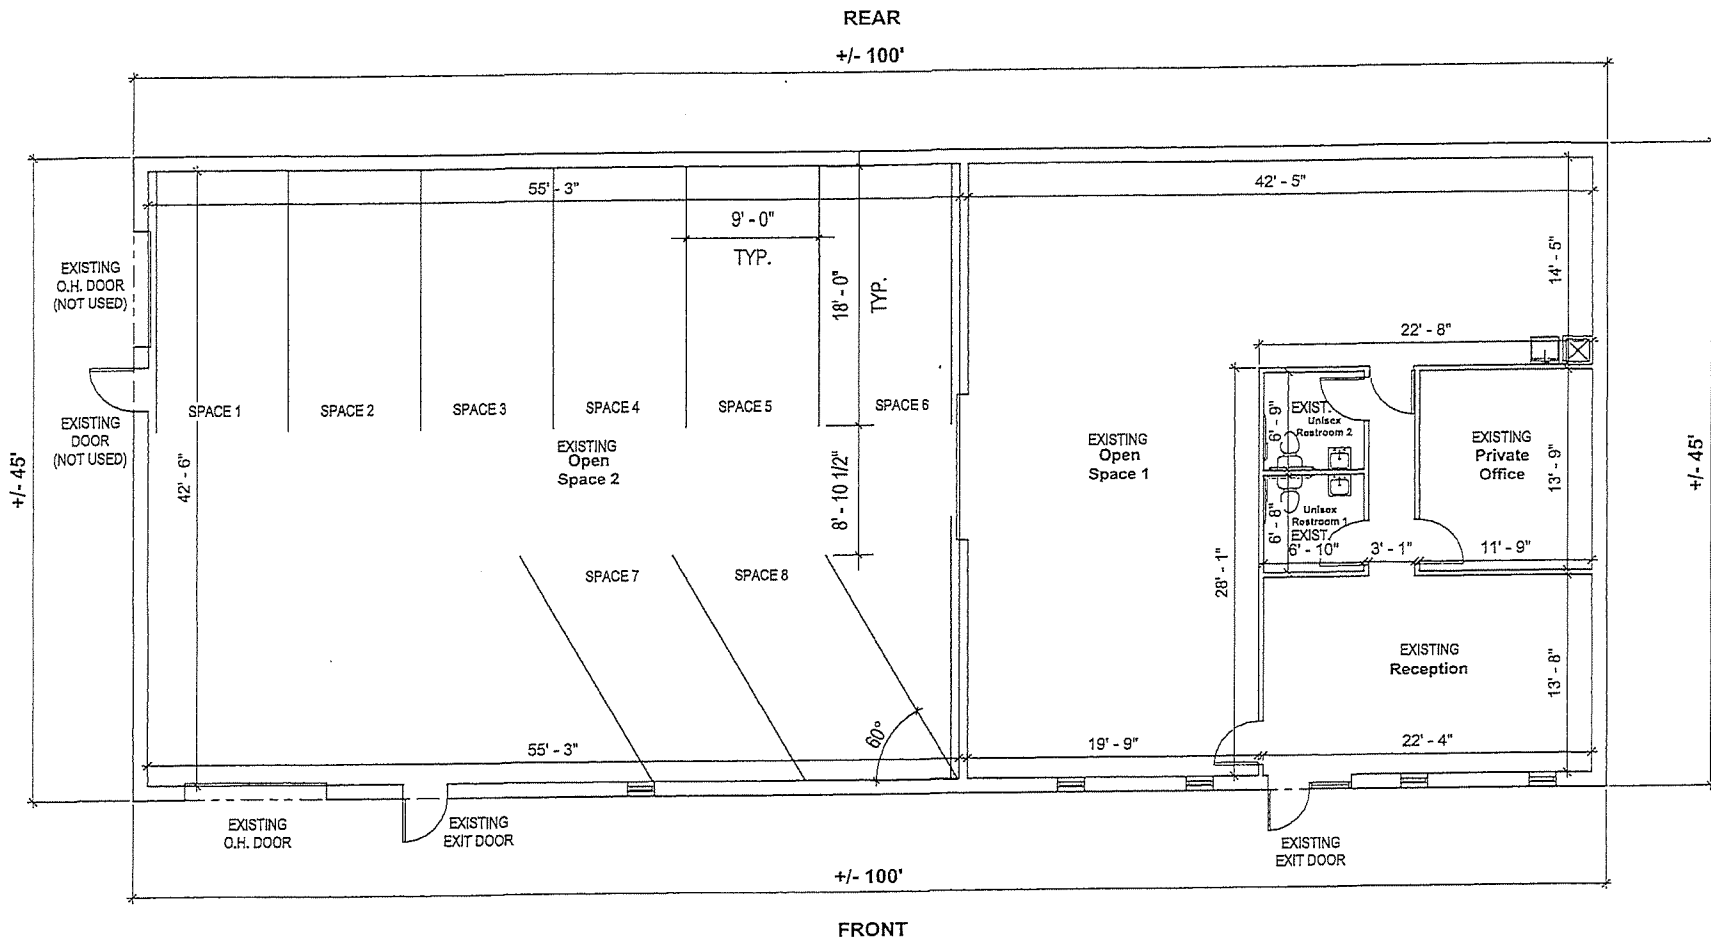 REAR
+/- 100'
55' - 3"
42' - 5"
9' - 0"
TYP.
18' - 0"
TYP.
14' - 5"
EXISTING
O.H. DOOR
(NOT USED)
22' - 8"
SPACE 1
SPACE 2
SPACE 3
SPACE 4
SPACE 5
SPACE 6
EXISTING
DOOR
(NOT USED)
+/- 45'
42' - 6"
EXISTING
Open
Space 2
8' - 10 1/2"
EXISTING
Open
Space 1
6' - 9"
EXIST.
Unisex
Restroom 2
EXISTING
Private
Office
13' - 9"
+/- 45'
6' - 8"
Unisex
Restroom 1
EXIST.
6' - 10"
3' - 1"
11' - 9"
28' - 1"
SPACE 7
SPACE 8
EXISTING
Reception
13' - 8"
60°
55' - 3"
19' - 9"
22' - 4"
EXISTING
O.H. DOOR
EXISTING
EXIT DOOR
EXISTING
EXIT DOOR
+/- 100'
FRONT